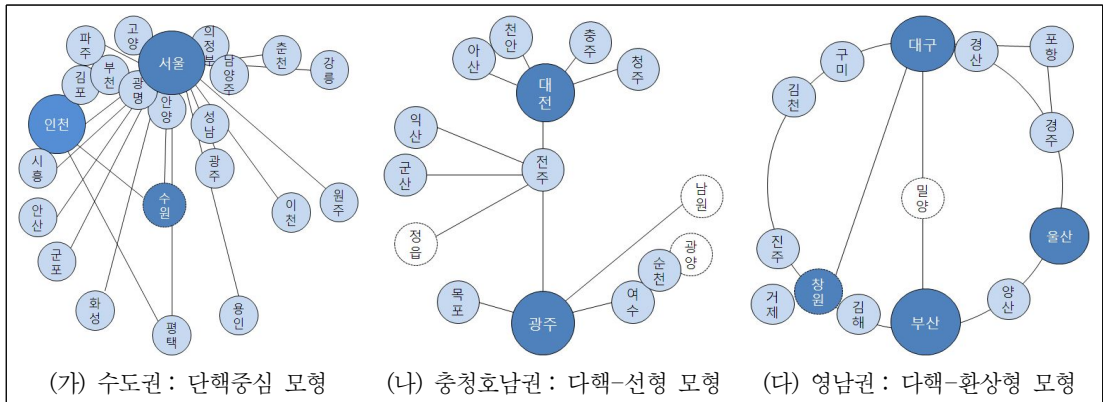 고양
파주
김포
부천
광명
서울
의정부
남양주
춘천
강릉
인천
안양
성남
시흥
광주
수원
안산
이천
원주
군포
화성
평택
용인
(가) 수도권 : 단핵중심 모형
아산
천안
충주
청주
대전
익산
군산
전주
정읍
남원
광양
순천
여수
목포
광주
(나) 충청호남권 : 다핵-선형 모형
대구
구미
경산
포항
김천
경주
밀양
울산
진주
창원
거제
김해
부산
양산
(다) 영남권 : 다핵-환상형 모형